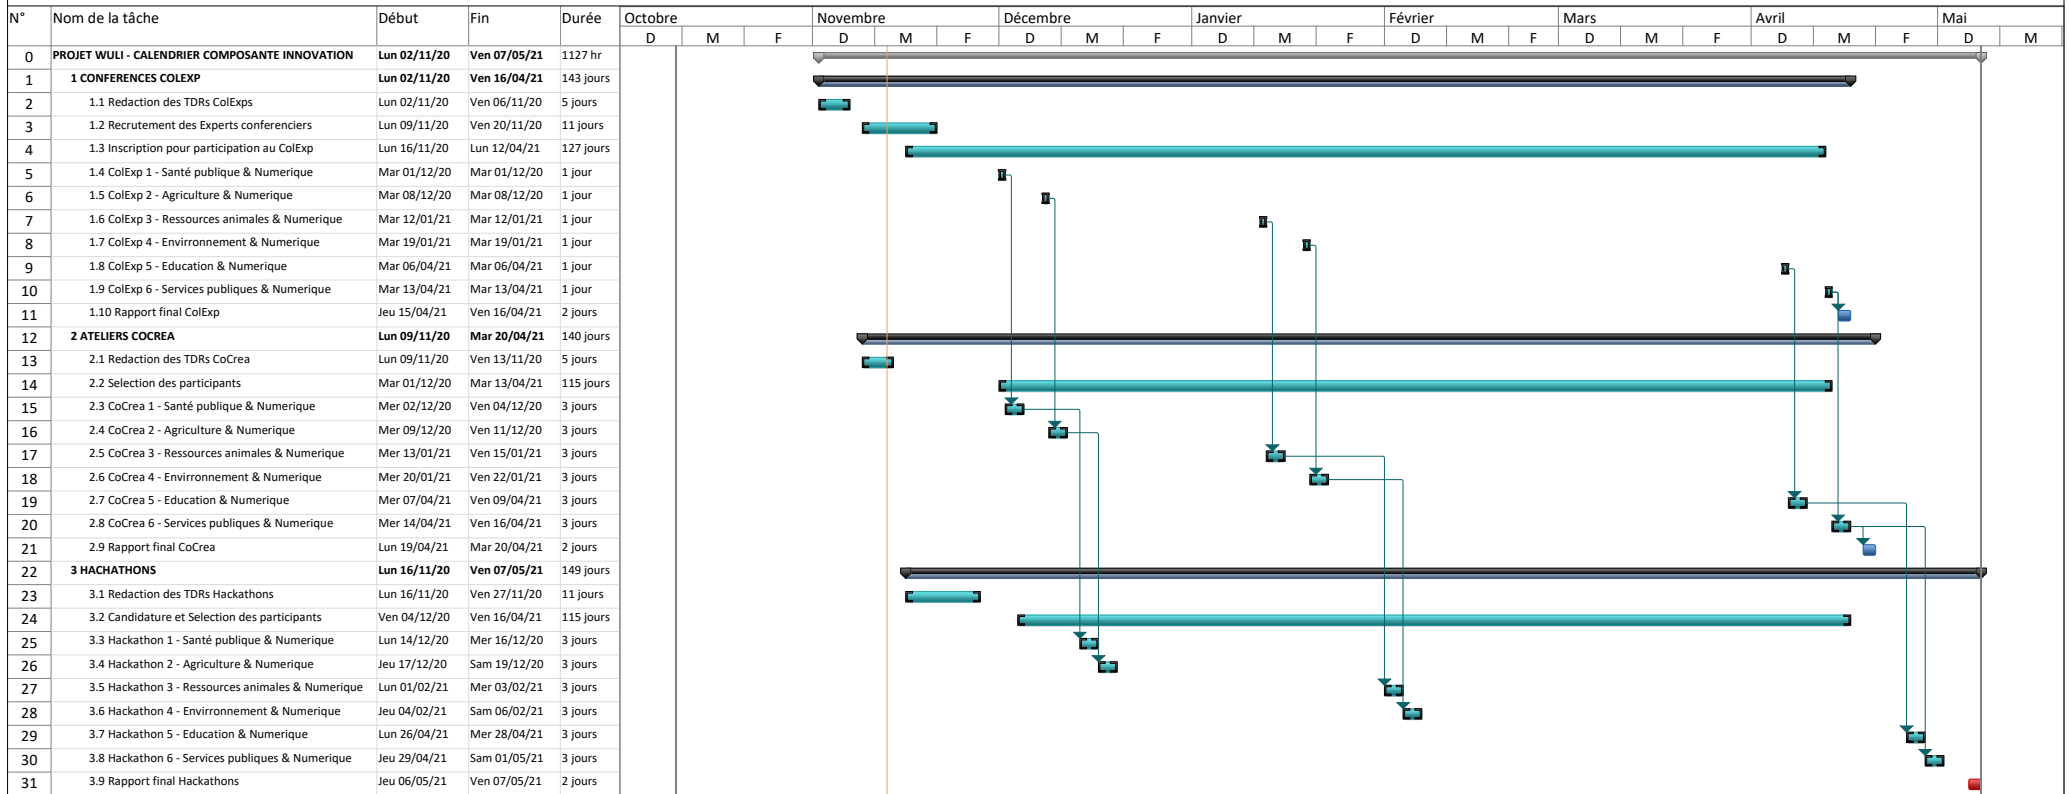 N° Nom de la tâche Début Fin Durée Octobre Novembre Décembre Janvier Février Mars Avril Mai
D M F D M F D M F D M F D M F D M F D M F D M
0 PROJET WULI - CALENDRIER COMPOSANTE INNOVATION Lun 02/11/20 Ven 07/05/21 1127 hr
1 1 CONFERENCES COLEXP Lun 02/11/20 Ven 16/04/21 143 jours
2 1.1 Redaction des TDRs ColExps Lun 02/11/20 Ven 06/11/20 5 jours
3 1.2 Recrutement des Experts conferenciers Lun 09/11/20 Ven 20/11/20 11 jours
4 1.3 Inscription pour participation au ColExp Lun 16/11/20 Lun 12/04/21 127 jours
5 1.4 ColExp 1 - Santé publique & Numerique Mar 01/12/20 Mar 01/12/20 1 jour
6 1.5 ColExp 2 - Agriculture & Numerique Mar 08/12/20 Mar 08/12/20 1 jour
7 1.6 ColExp 3 - Ressources animales & Numerique Mar 12/01/21 Mar 12/01/21 1 jour
8 1.7 ColExp 4 - Envirronnement & Numerique Mar 19/01/21 Mar 19/01/21 1 jour
9 1.8 ColExp 5 - Education & Numerique Mar 06/04/21 Mar 06/04/21 1 jour
10 1.9 ColExp 6 - Services publiques & Numerique Mar 13/04/21 Mar 13/04/21 1 jour
11 1.10 Rapport final ColExp Jeu 15/04/21 Ven 16/04/21 2 jours
12 2 ATELIERS COCREA Lun 09/11/20 Mar 20/04/21 140 jours
13 2.1 Redaction des TDRs CoCrea Lun 09/11/20 Ven 13/11/20 5 jours
14 2.2 Selection des participants Mar 01/12/20 Mar 13/04/21 115 jours
15 2.3 CoCrea 1 - Santé publique & Numerique Mer 02/12/20 Ven 04/12/20 3 jours
16 2.4 CoCrea 2 - Agriculture & Numerique Mer 09/12/20 Ven 11/12/20 3 jours
17 2.5 CoCrea 3 - Ressources animales & Numerique Mer 13/01/21 Ven 15/01/21 3 jours
18 2.6 CoCrea 4 - Envirronnement & Numerique Mer 20/01/21 Ven 22/01/21 3 jours
19 2.7 CoCrea 5 - Education & Numerique Mer 07/04/21 Ven 09/04/21 3 jours
20 2.8 CoCrea 6 - Services publiques & Numerique Mer 14/04/21 Ven 16/04/21 3 jours
21 2.9 Rapport final CoCrea Lun 19/04/21 Mar 20/04/21 2 jours
22 3 HACHATHONS Lun 16/11/20 Ven 07/05/21 149 jours
23 3.1 Redaction des TDRs Hackathons Lun 16/11/20 Ven 27/11/20 11 jours
24 3.2 Candidature et Selection des participants Ven 04/12/20 Ven 16/04/21 115 jours
25 3.3 Hackathon 1 - Santé publique & Numerique Lun 14/12/20 Mer 16/12/20 3 jours
26 3.4 Hackathon 2 - Agriculture & Numerique Jeu 17/12/20 Sam 19/12/20 3 jours
27 3.5 Hackathon 3 - Ressources animales & Numerique Lun 01/02/21 Mer 03/02/21 3 jours
28 3.6 Hackathon 4 - Envirronnement & Numerique Jeu 04/02/21 Sam 06/02/21 3 jours
29 3.7 Hackathon 5 - Education & Numerique Lun 26/04/21 Mer 28/04/21 3 jours
30 3.8 Hackathon 6 - Services publiques & Numerique Jeu 29/04/21 Sam 01/05/21 3 jours
31 3.9 Rapport final Hackathons Jeu 06/05/21 Ven 07/05/21 2 jours